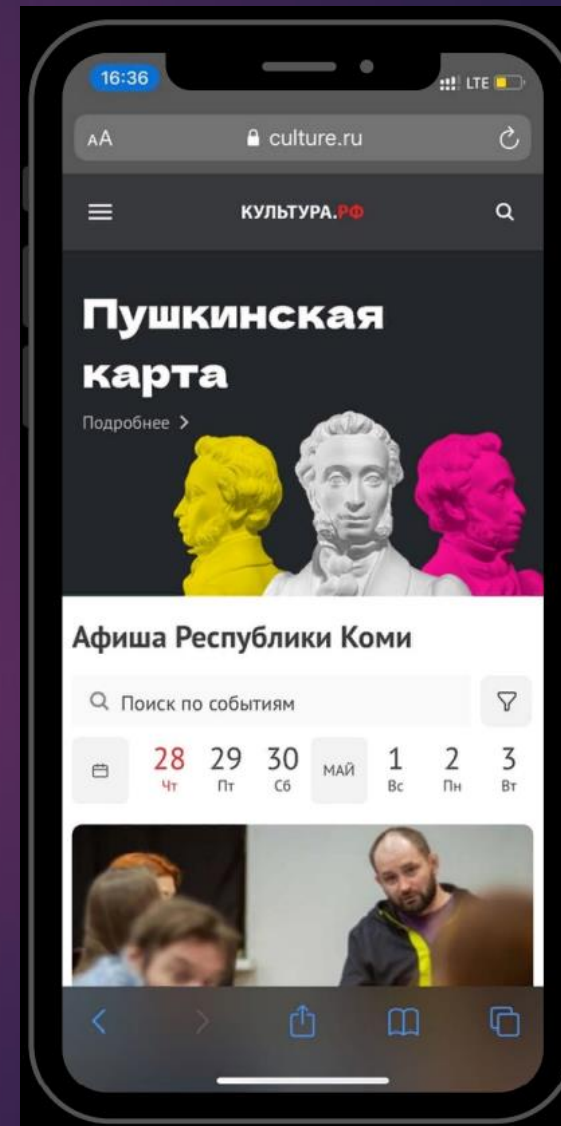 16:36
LTE
AA
culture.ru
КУЛЬТУРА.РФ
Пушкинская
карта
Подробнее >
Афиша Республики Коми
Поиск по событиям
28 29 30 МАЙ 1 2 3
Чт Пт Сб Вс Пн Вт